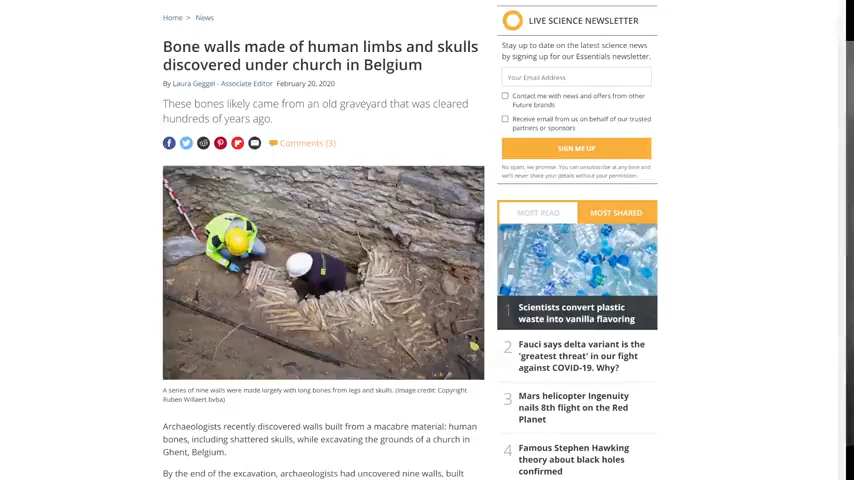 Home > News
Bone walls made of human limbs and skulls
discovered under church in Belgium
By Laura Geggel - Associate Editor February 20, 2020
These bones likely came from an old graveyard that was cleared
hundreds of years ago.
Comments (3)
A series of nine walls were made largely with long bones from legs and skulls. (Image credit: Copyright
Ruben Willaert bvba)
Archaeologists recently discovered walls built from a macabre material: human
bones, including shattered skulls, while excavating the grounds of a church in
Ghent, Belgium.
By the end of the excavation, archaeologists had uncovered nine walls, built
LIVE SCIENCE NEWSLETTER
Stay up to date on the latest science news
by signing up for our Essentials newsletter.
Your Email Address
Contact me with news and offers from other
Future brands
Receive email from us on behalf of our trusted
partners or sponsors
SIGN ME UP
No spam, we promise. You can unsubscribe at any time and
we'll never share your details without your permission.
MOST READ
MOST SHARED
1 Scientists convert plastic
waste into vanilla flavoring
2 Fauci says delta variant is the
'greatest threat' in our fight
against COVID-19. Why?
3 Mars helicopter Ingenuity
nails 8th flight on the Red
Planet
4 Famous Stephen Hawking
theory about black holes
confirmed